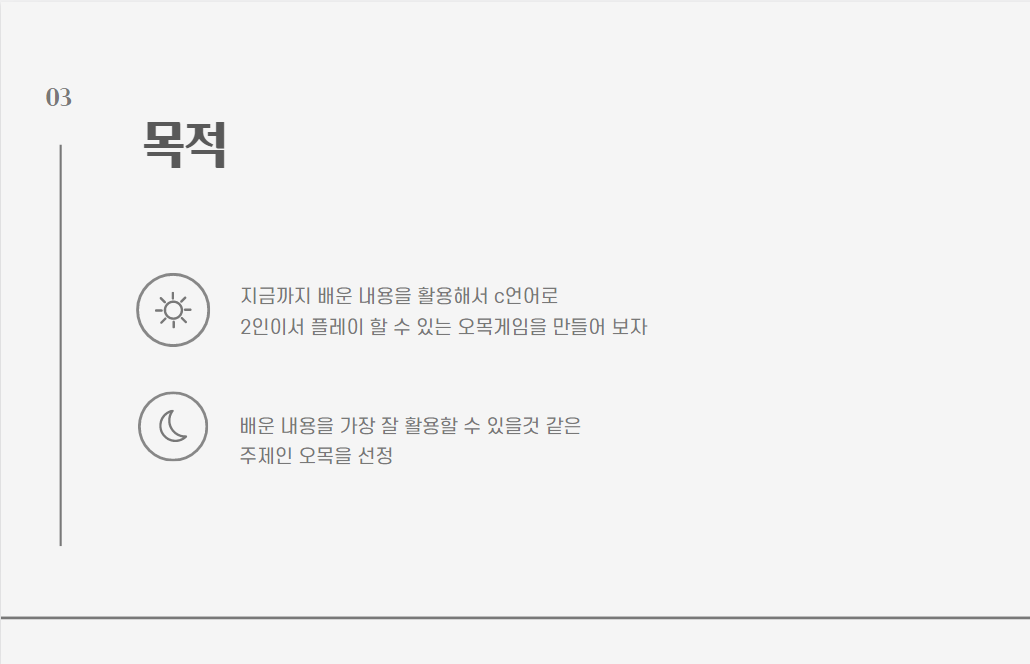 03
목적
지금까지 배운 내용을 활용해서 c언어로
2인이서 플레이 할 수 있는 오목게임을 만들어 보자
배운 내용을 가장 잘 활용할 수 있을것 같은
주제인 오목을 선정